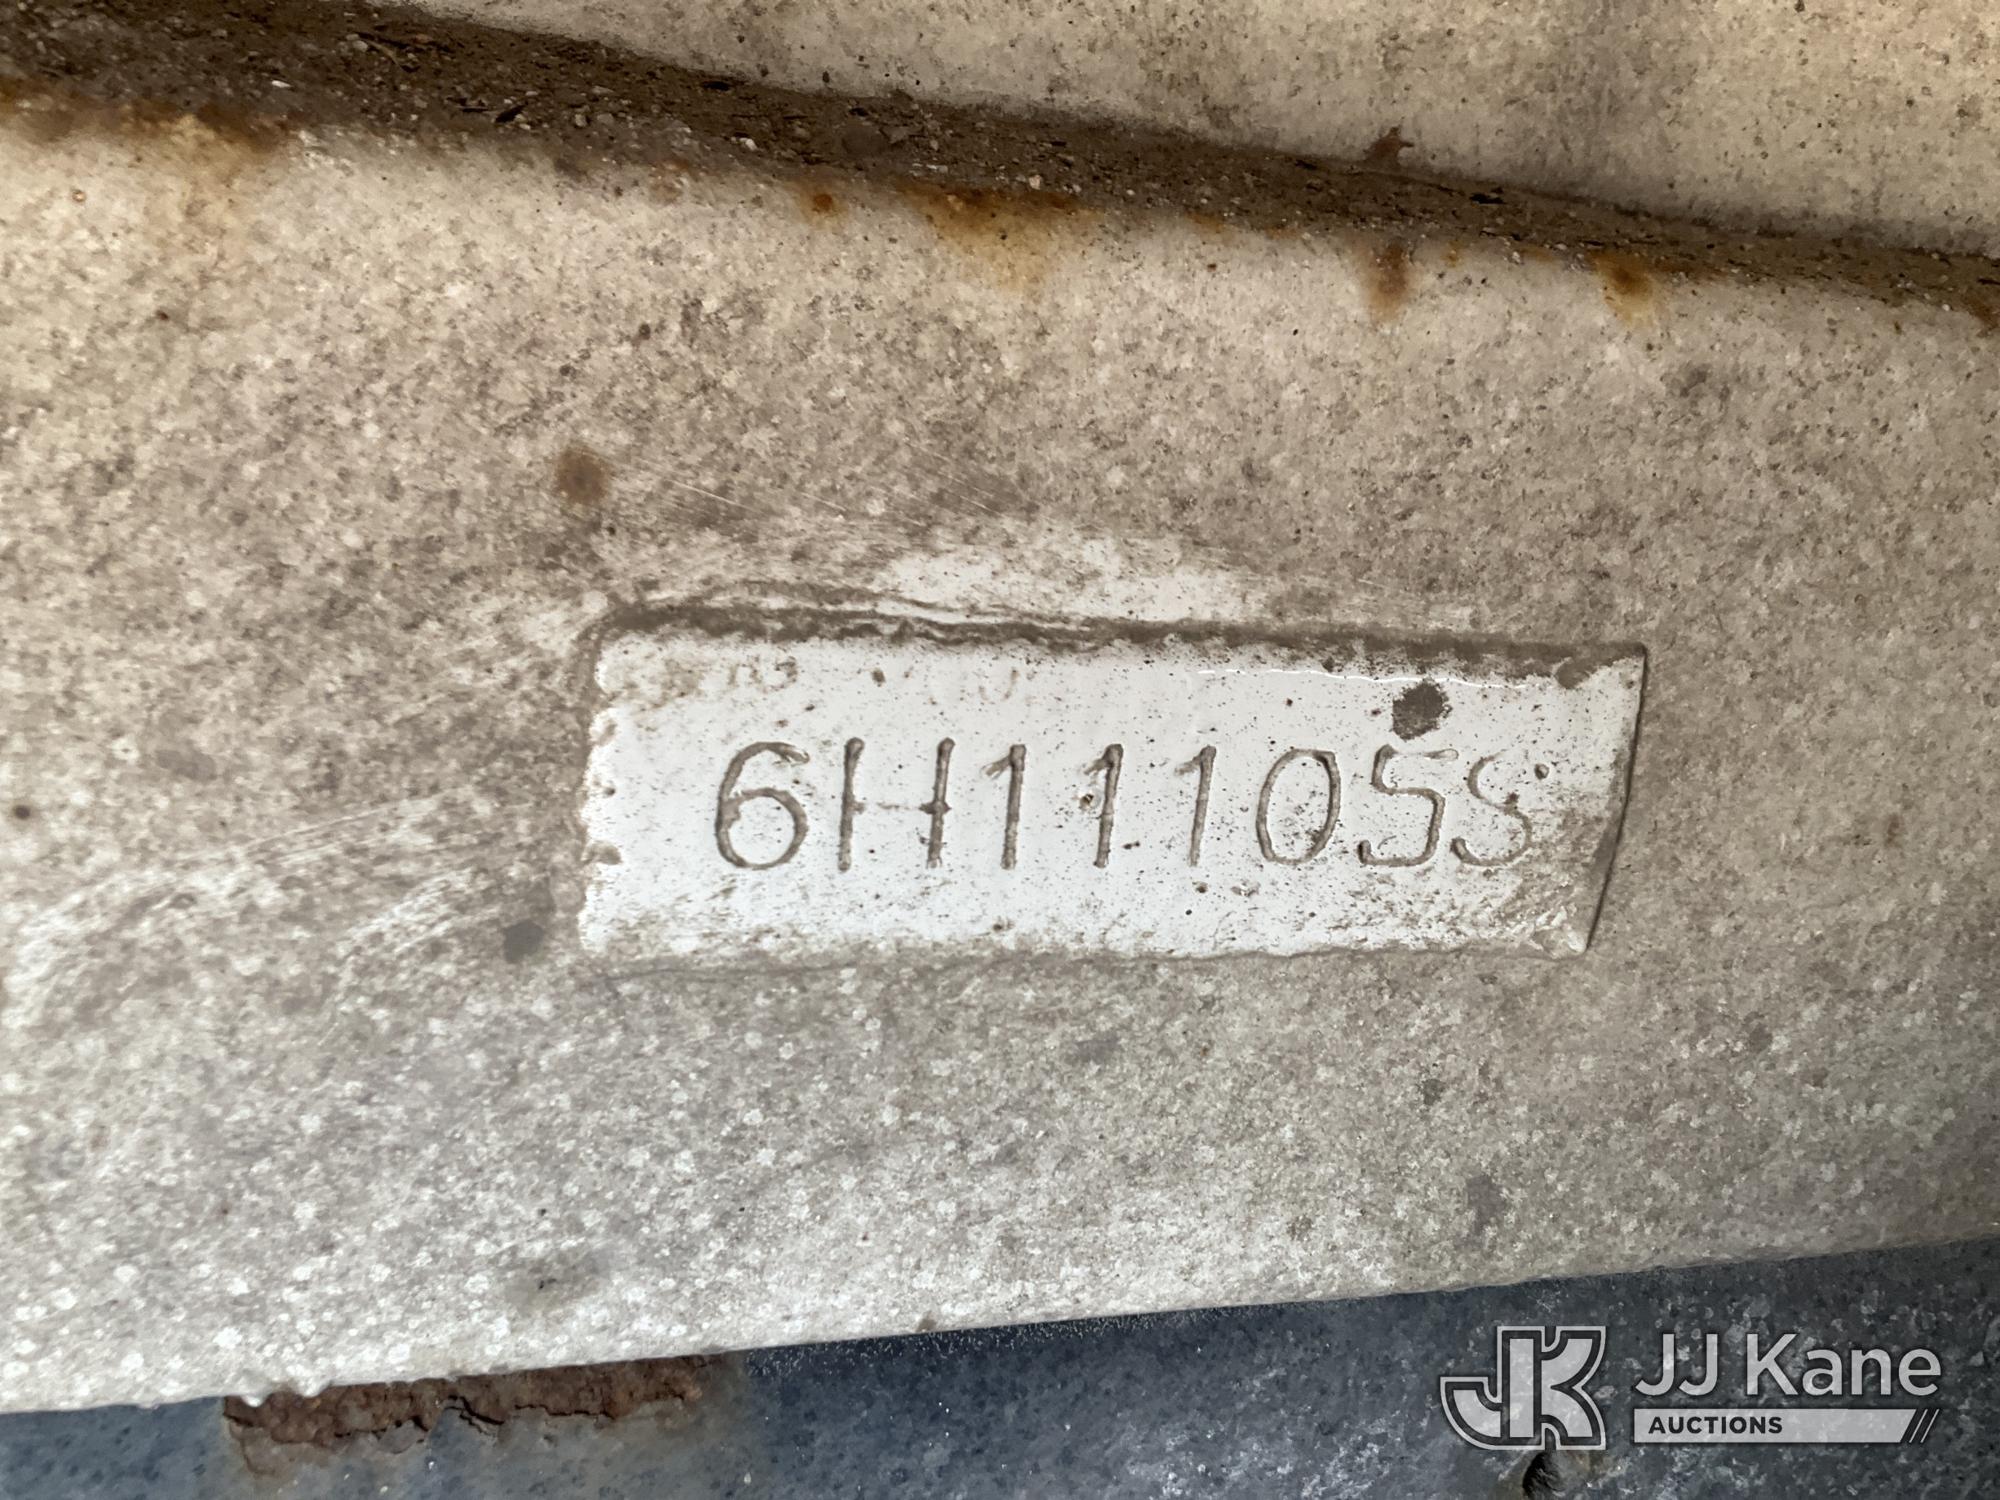 6H11105S
JJ Kane
AUCTIONS